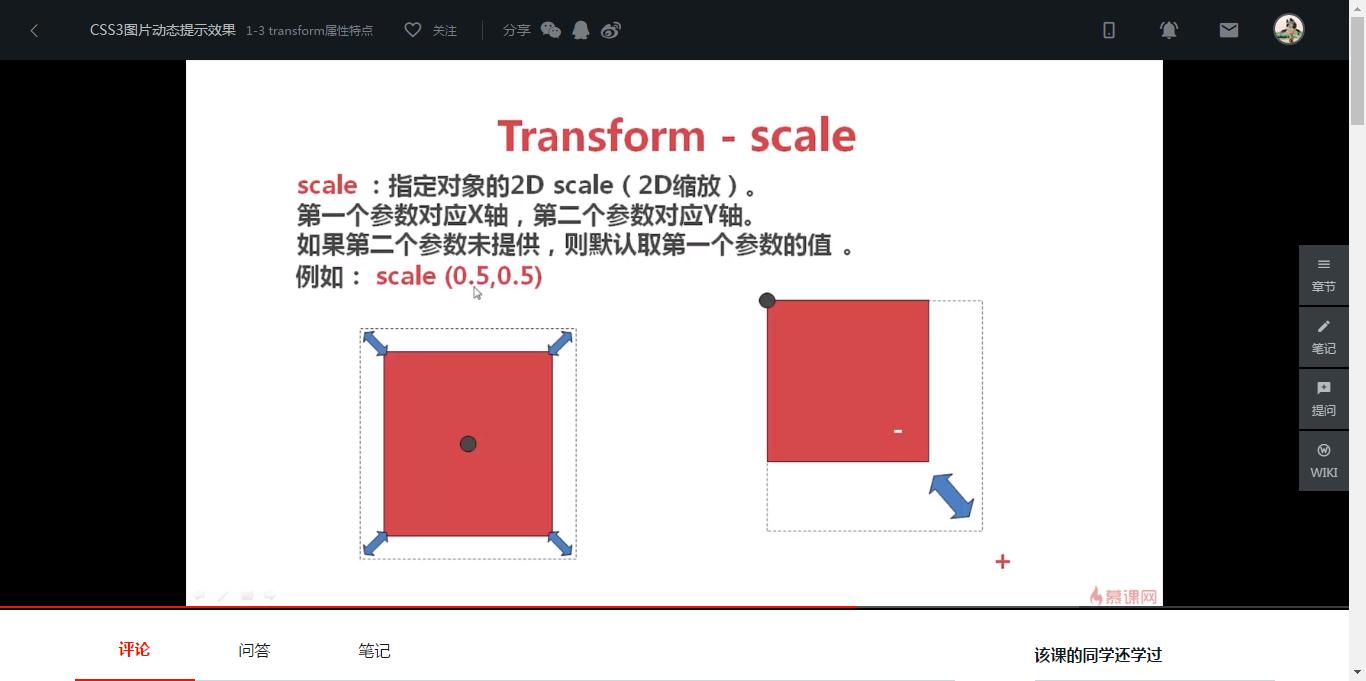 CSS3图片动态提示效果 1-3 transform属性特点 关注 分享
Transform - scale
scale ：指定对象的2D scale（2D缩放）。
第一个参数对应X轴，第二个参数对应Y轴。
如果第二个参数未提供，则默认取第一个参数的值 。
例如： scale (0.5,0.5)
-
+
慕课网
章节
笔记
提问
WIKI
评论 问答 笔记
该课的同学还学过